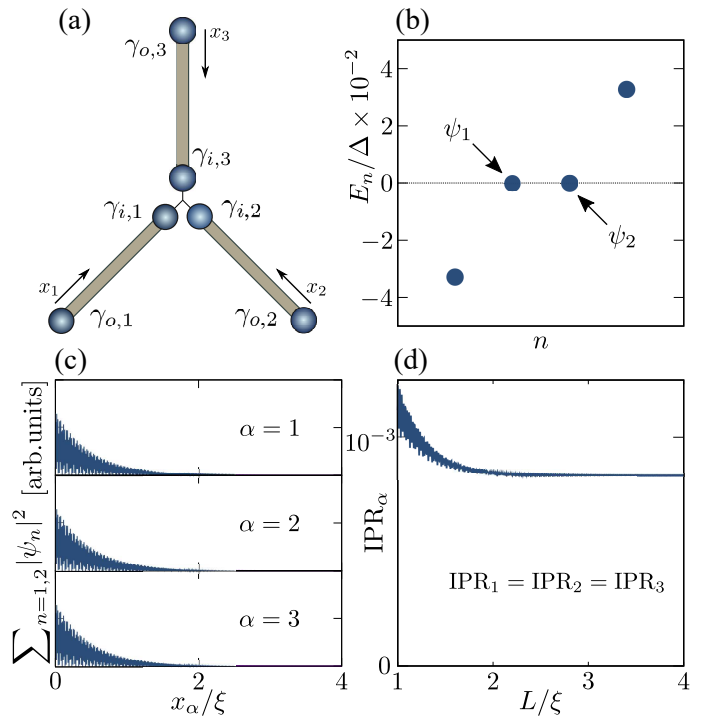 (a)
γo,3
x3
γi,3
γi,1
γi,2
x1
x2
γo,1
γo,2
(b)
En/Δ × 10−2
4
2
0
−2
−4
ψ1
ψ2
n
(c)
∑n=1,2 |ψn|2 [arb.units]
α = 1
α = 2
α = 3
0
2
4
xα/ξ
(d)
IPRα
10−3
0
IPR1 = IPR2 = IPR3
1
2
3
4
L/ξ